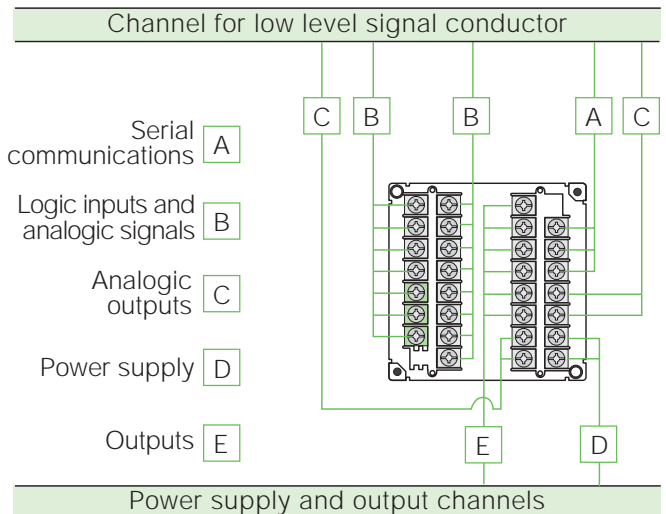 Channel for low level signal conductor
C B B A C
Serial
communications A
Logic inputs and
analogic signals B
Analogic
outputs C
Power supply D
Outputs E
E D
Power supply and output channels